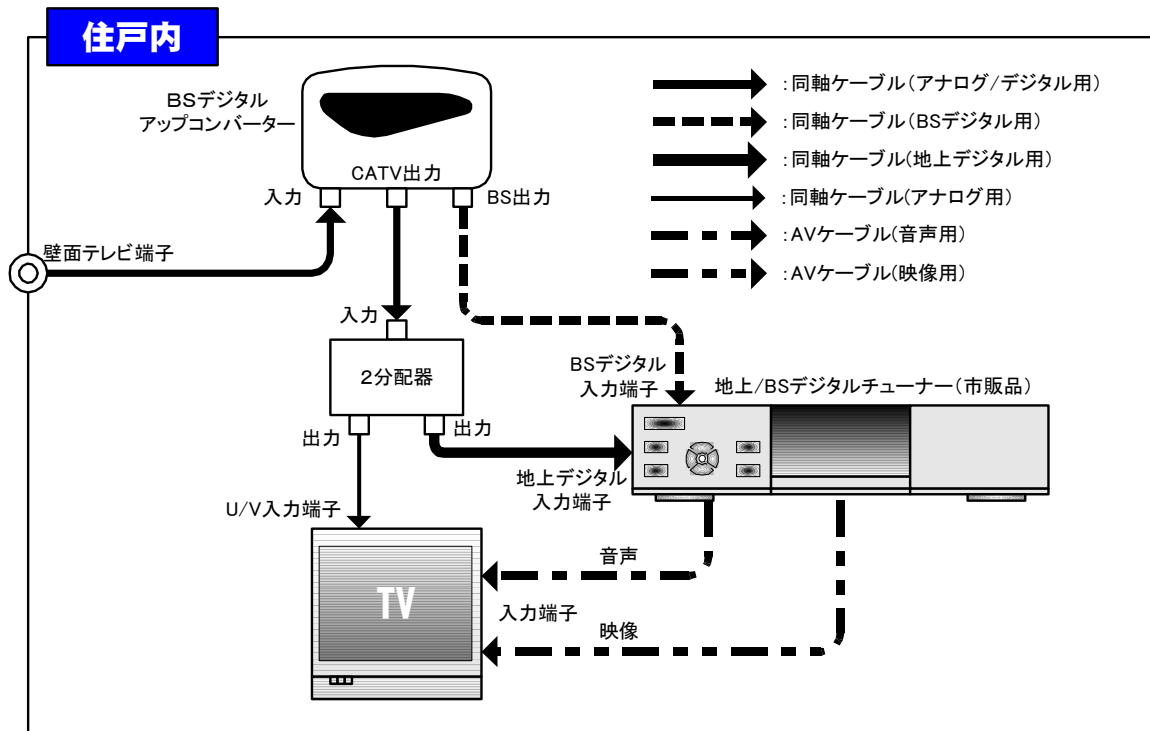 住戸内
BSデジタル
アップコンバーター
CATV出力
入力
BS出力
壁面テレビ端子
:同軸ケーブル(アナログ/デジタル用)
:同軸ケーブル(BSデジタル用)
:同軸ケーブル(地上デジタル用)
:同軸ケーブル(アナログ用)
:AVケーブル(音声用)
:AVケーブル(映像用)
入力
2分配器
出力
出力
BSデジタル
入力端子
地上/BSデジタルチューナー(市販品)
地上デジタル
入力端子
U/V入力端子
TV
音声
入力端子
映像